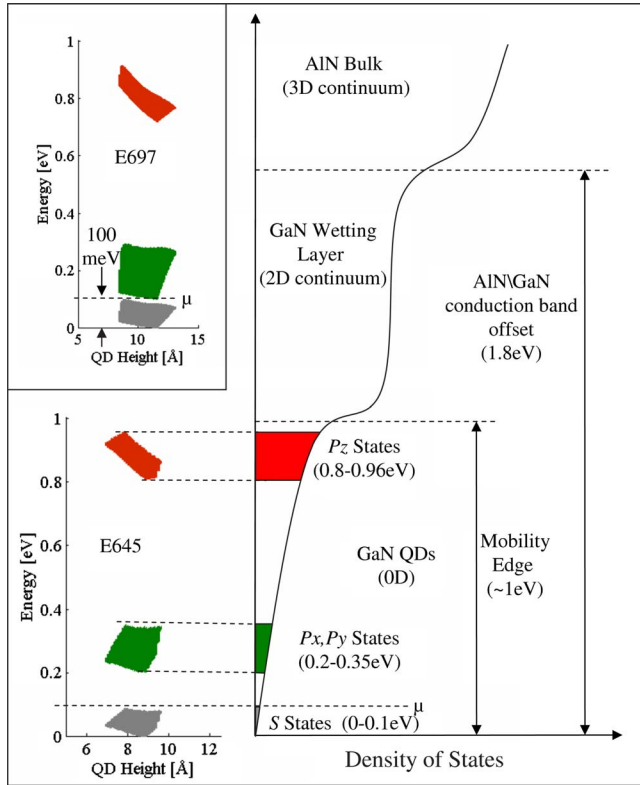 1
0.8
0.6
0.4
0.2
0
Energy [eV]
E697
100
meV
μ
5
10
15
QD Height [Å]
AlN Bulk
(3D continuum)
GaN Wetting
Layer
(2D continuum)
AlN\GaN
conduction band
offset
(1.8eV)
1
0.8
0.6
0.4
0.2
0
Energy [eV]
E645
4
6
8
10
12
QD Height [Å]
Pz States
(0.8-0.96eV)
GaN QDs
(0D)
Mobility
Edge
(~1eV)
Px,Py States
(0.2-0.35eV)
μ
S States (0-0.1eV)
Density of States